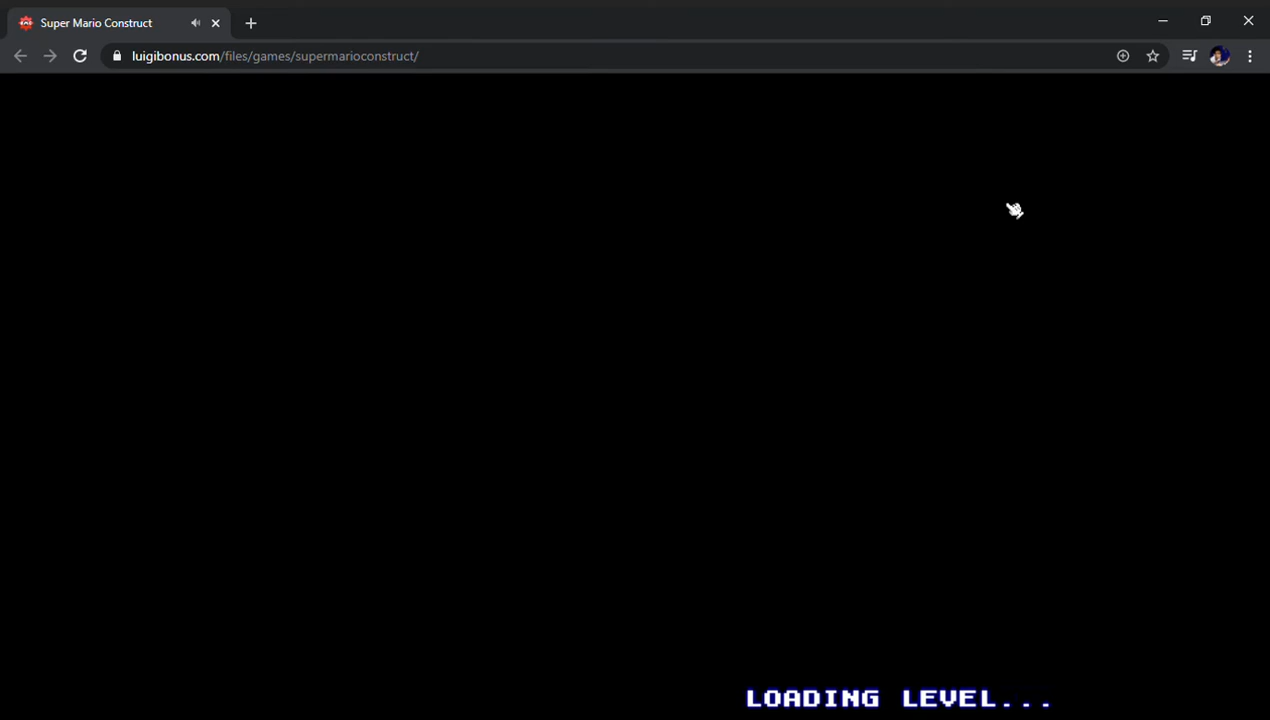 Super Mario Construct
luigibonus.com/files/games/supermarioconstruct/
LOADING LEVEL...